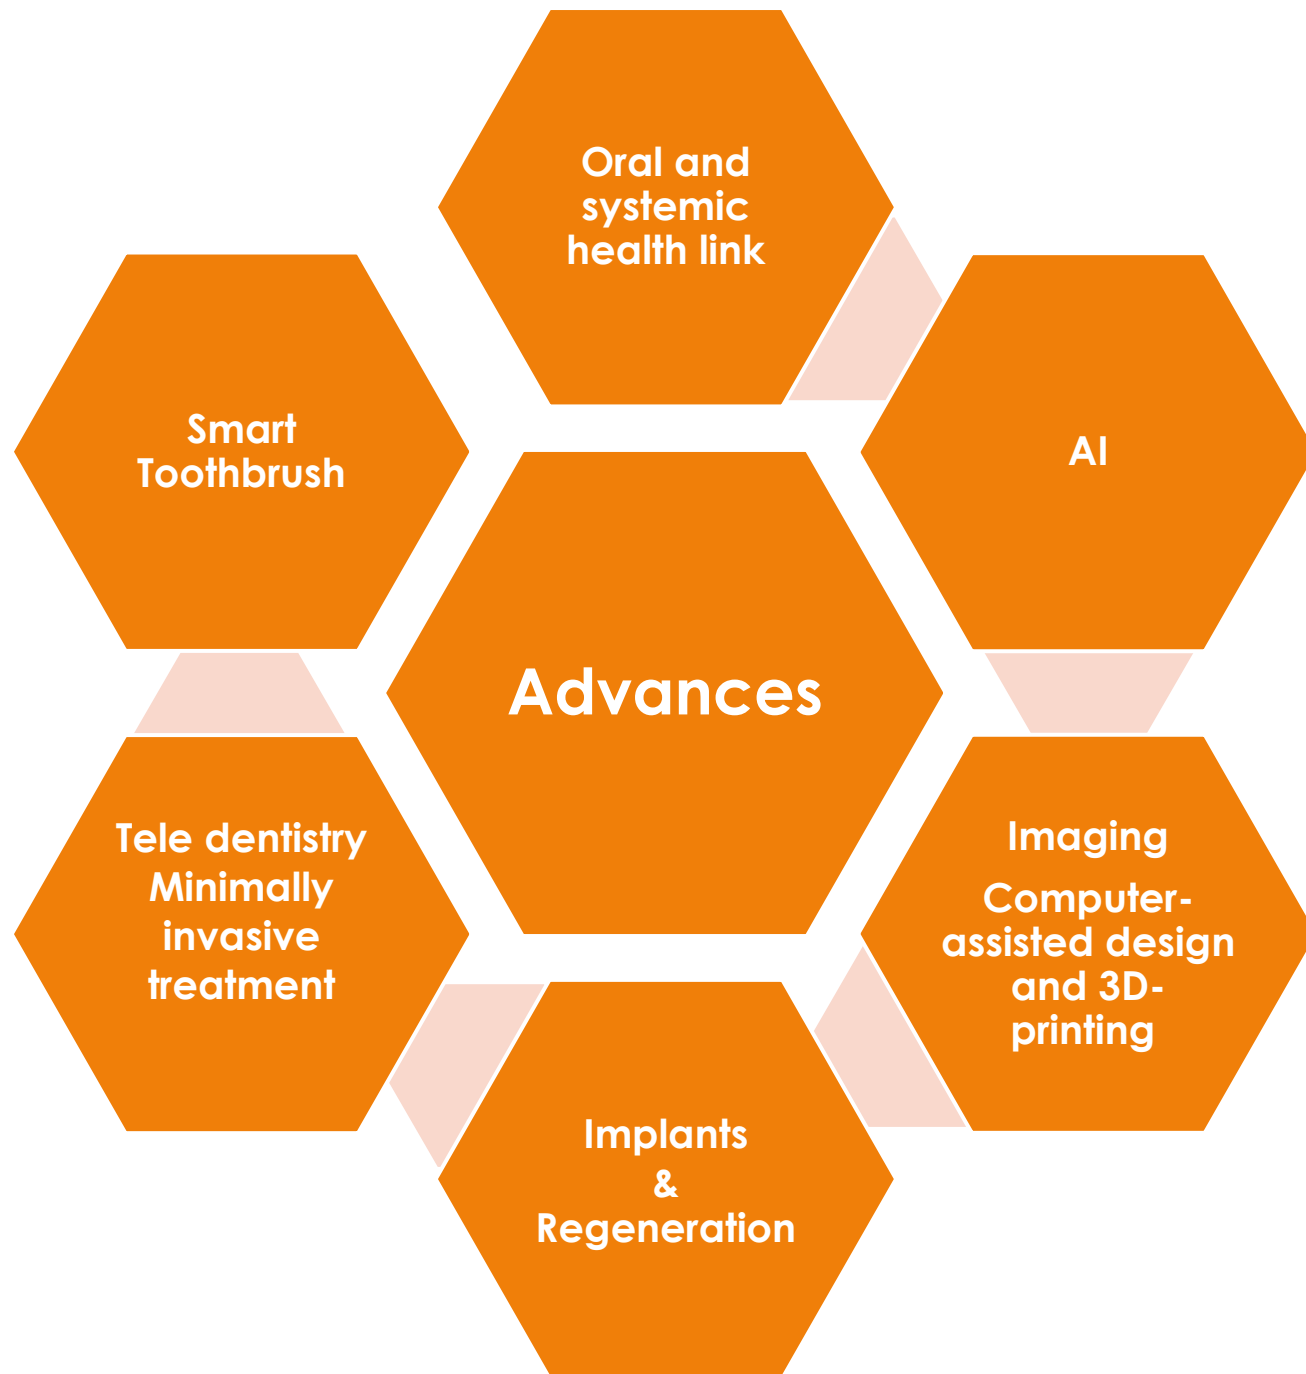 Oral and
systemic
health link
AI
Imaging
Computer-
assisted design
and 3D-
printing
Implants
&
Regeneration
Tele dentistry
Minimally
invasive
treatment
Smart
Toothbrush
Advances